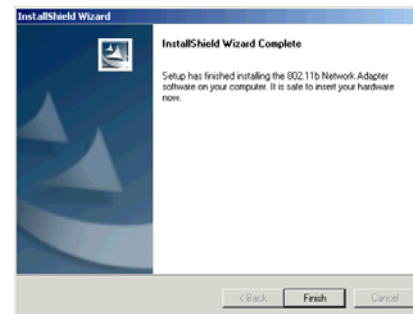 InstallShield Wizard
InstallShield Wizard Complete
Setup has finished installing the 802.11b Network Adapter
software on your computer. It is safe to insert your hardware
now.
< Back
Finish
Cancel